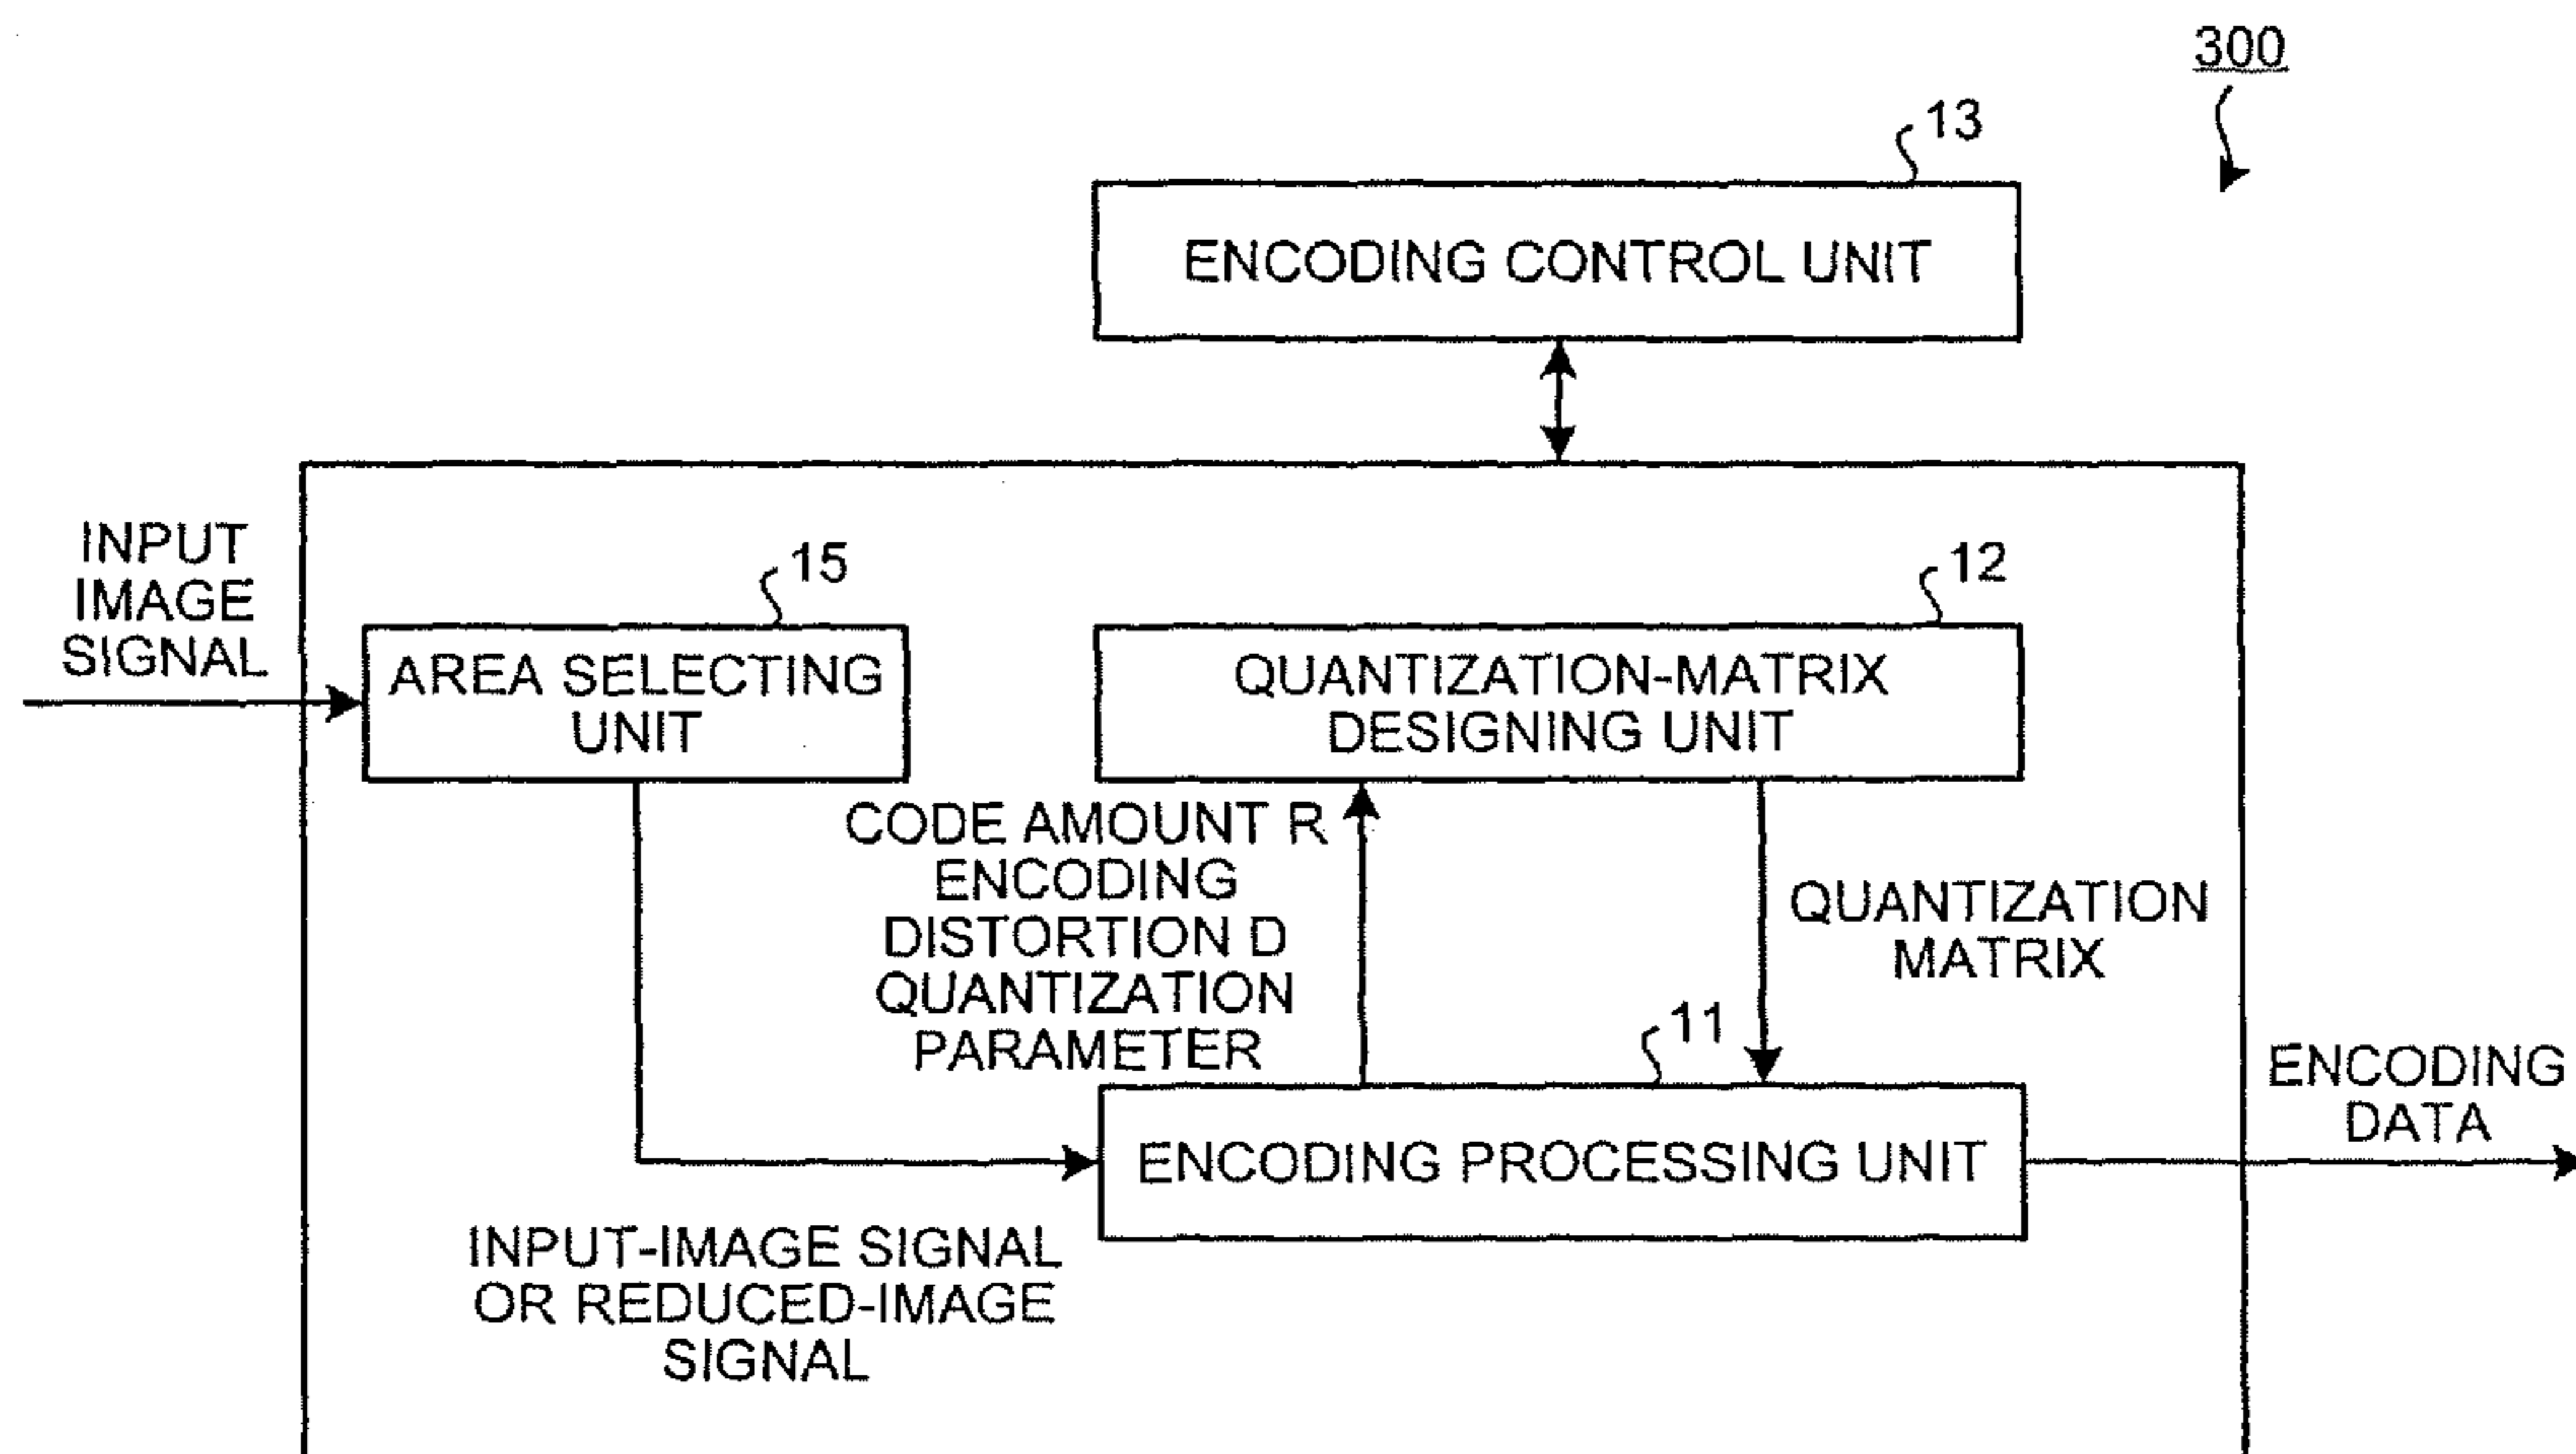 300
13
ENCODING CONTROL UNIT
INPUT
IMAGE
SIGNAL
15
AREA SELECTING
UNIT
12
QUANTIZATION-MATRIX
DESIGNING UNIT
CODE AMOUNT R
ENCODING
DISTORTION D
QUANTIZATION
PARAMETER
QUANTIZATION
MATRIX
11
ENCODING PROCESSING UNIT
ENCODING
DATA
INPUT-IMAGE SIGNAL
OR REDUCED-IMAGE
SIGNAL